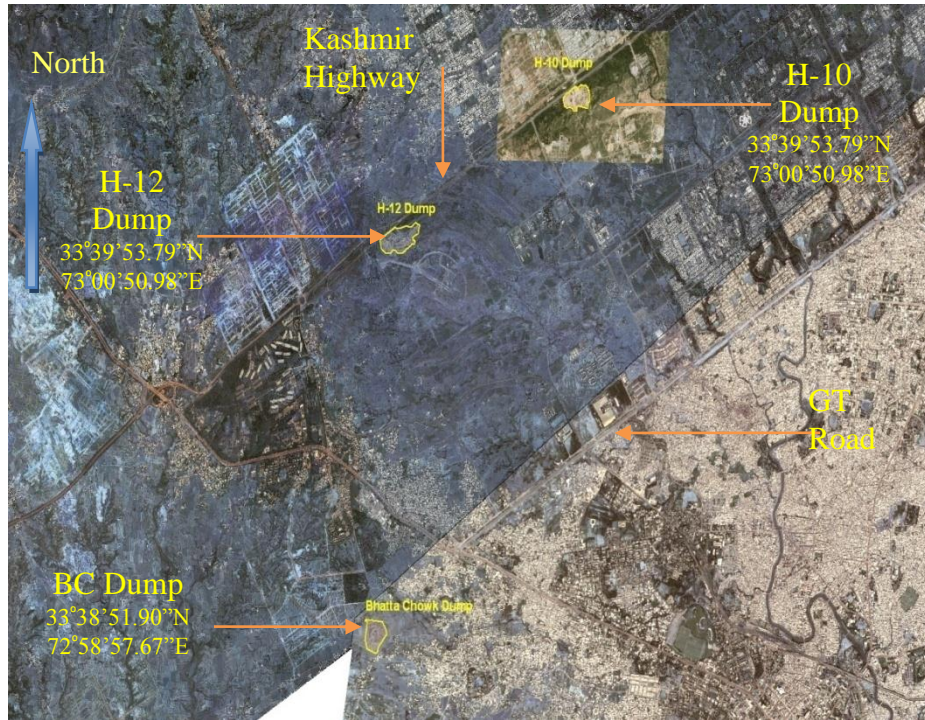 North
Kashmir
Highway
H-10 Dump
H-10
Dump
33°39'53.79”N
73°00'50.98”E
H-12
Dump
33°39'53.79”N
73°00'50.98”E
H-12 Dump
GT
Road
BC Dump
33°38'51.90”N
72°58'57.67”E
Bhatta Chowk Dump